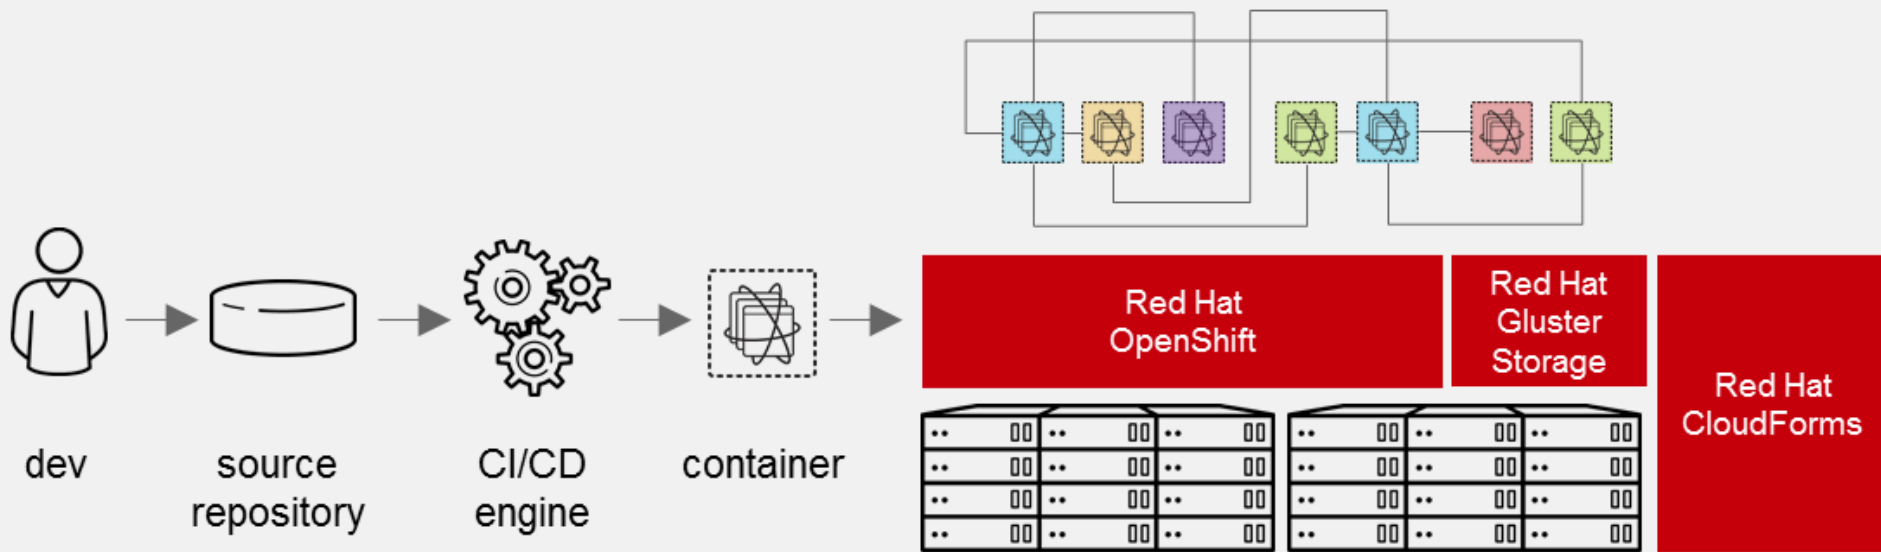 dev
source
repository
CI/CD
engine
container
Red Hat
OpenShift
Red Hat
Gluster
Storage
Red Hat
CloudForms